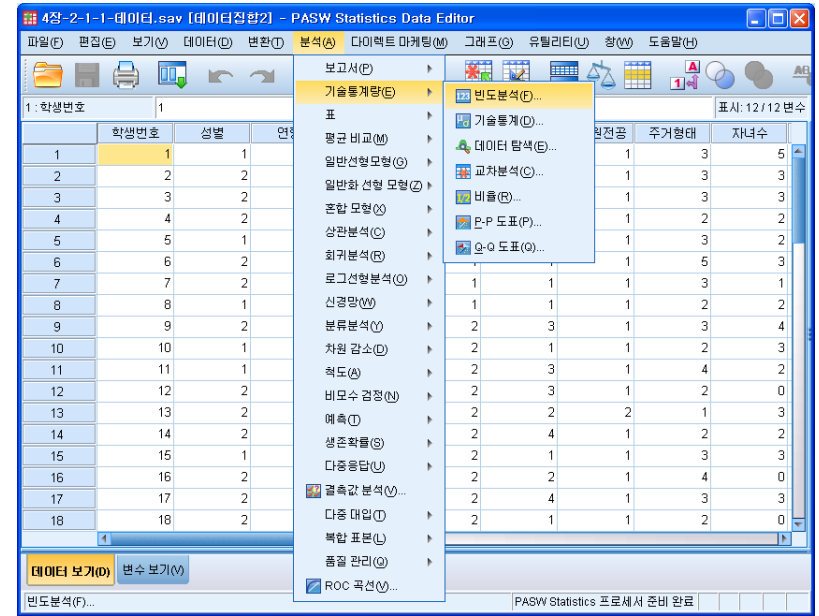 4장-2-1-1-데이터.sav [데이터집합2] - PASW Statistics Data Editor
파일(F) 편집(E) 보기(V) 데이터(D) 변환(T) 분석(A) 다이렉트 마케팅(M) 그래프(G) 유틸리티(U) 창(W) 도움말(H)
1 : 학생번호 1 표시: 12 / 12 변수
학생번호 성별 주거형태 자녀수
1 1 1 1 3 5
2 2 2 1 3 3
3 3 2 1 3 3
4 4 2 1 2 2
5 5 1 1 3 2
6 6 2 1 1 1 5 3
7 7 2 1 1 1 3 1
8 8 1 1 1 1 2 2
9 9 2 2 3 1 3 4
10 10 1 2 1 1 2 3
11 11 1 2 3 1 4 2
12 12 2 2 3 1 2 0
13 13 2 2 2 2 1 3
14 14 2 2 4 1 2 2
15 15 1 2 1 1 3 3
16 16 2 2 2 1 4 0
17 17 2 2 4 1 3 3
18 18 2 2 1 1 2 0
보고서(P)
기술통계량(E)
표
평균 비교(M)
일반선형모형(G)
일반화 선형 모형(Z)
혼합 모형(X)
상관분석(C)
회귀분석(R)
로그선형분석(O)
신경망(W)
분류분석(Y)
차원 감소(D)
척도(A)
비모수 검정(N)
예측(T)
생존확률(S)
다중응답(U)
결측값 분석(V)...
다중 대입(T)
복합 표본(L)
품질 관리(Q)
ROC 곡선(V)...
빈도분석(F)...
기술통계(D)...
데이터 탐색(E)...
교차분석(C)...
비율(R)...
P-P 도표(P)...
Q-Q 도표(Q)...
데이터 보기(D) 변수 보기(V)
빈도분석(F)... PASW Statistics 프로세서 준비 완료